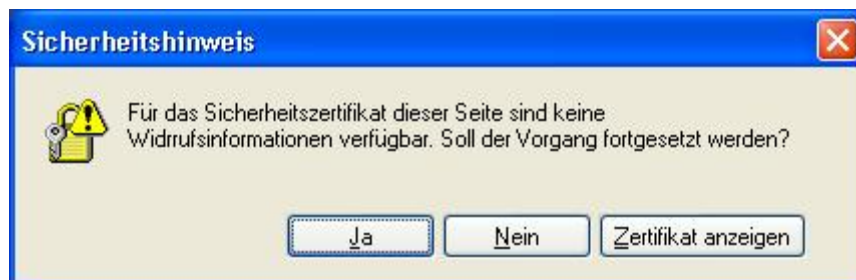 Sicherheitshinweis
Für das Sicherheitszertifikat dieser Seite sind keine
Widrrufsinformationen verfügbar. Soll der Vorgang fortgesetzt werden?
Ja
Nein
Zertifikat anzeigen